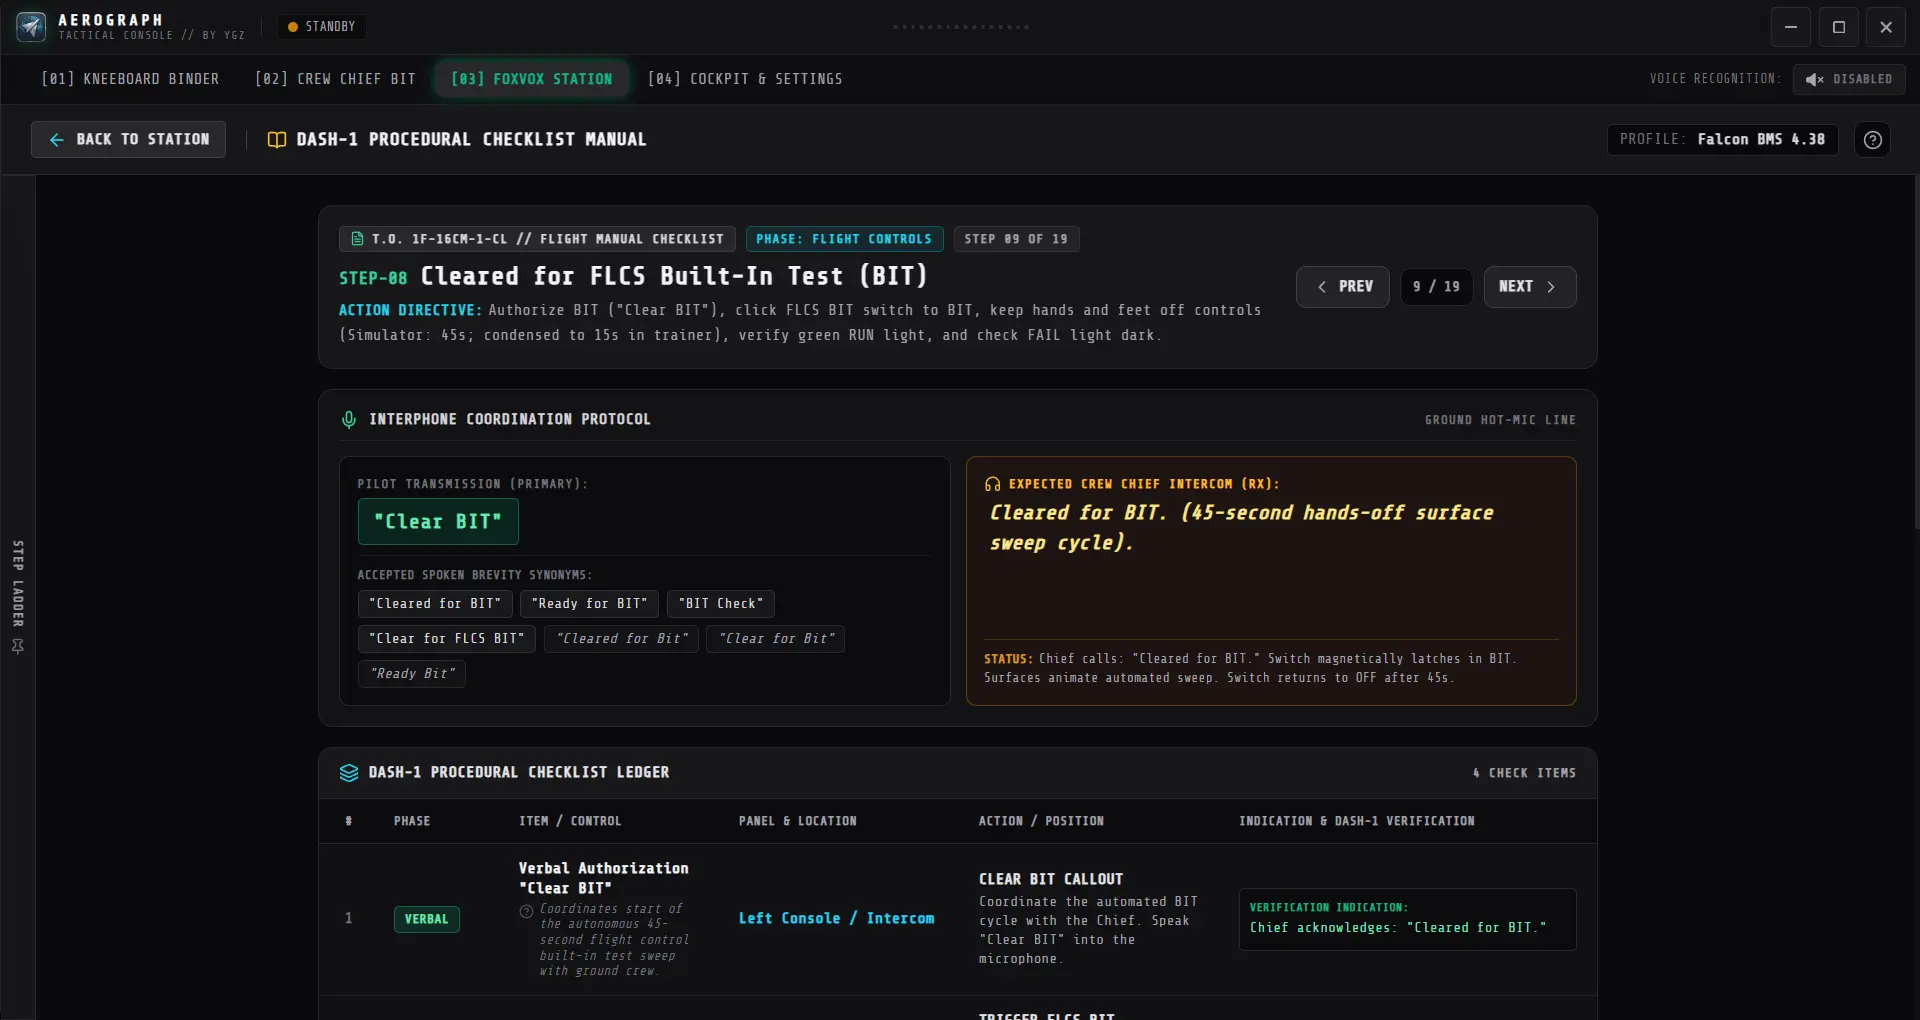 AEROGRAPH
TACTICAL CONSOLE // BY YGZ
STANDBY
[01] KNEEBOARD BINDER
[02] CREW CHIEF BIT
[03] FOXVOX STATION
[04] COCKPIT & SETTINGS
VOICE RECOGNITION:
DISABLED
BACK TO STATION
DASH-1 PROCEDURAL CHECKLIST MANUAL
PROFILE: Falcon BMS 4.38
STEP LADDER
T.O. 1F-16CM-1-CL // FLIGHT MANUAL CHECKLIST
PHASE: FLIGHT CONTROLS
STEP 09 OF 19
STEP-08 Cleared for FLCS Built-In Test (BIT)
ACTION DIRECTIVE: Authorize BIT ("Clear BIT"), click FLCS BIT switch to BIT, keep hands and feet off controls
(Simulator: 45s; condensed to 15s in trainer), verify green RUN light, and check FAIL light dark.
PREV
9 / 19
NEXT
INTERPHONE COORDINATION PROTOCOL
GROUND HOT-MIC LINE
PILOT TRANSMISSION (PRIMARY):
"Clear BIT"
ACCEPTED SPOKEN BREVITY SYNONYMS:
"Cleared for BIT" "Ready for BIT" "BIT Check"
"Clear for FLCS BIT" "Cleared for Bit" "Clear for Bit"
"Ready Bit"
EXPECTED CREW CHIEF INTERCOM (RX):
Cleared for BIT. (45-second hands-off surface
sweep cycle).
STATUS: Chief calls: "Cleared for BIT." Switch magnetically latches in BIT.
Surfaces animate automated sweep. Switch returns to OFF after 45s.
DASH-1 PROCEDURAL CHECKLIST LEDGER
4 CHECK ITEMS
# PHASE ITEM / CONTROL PANEL & LOCATION ACTION / POSITION INDICATION & DASH-1 VERIFICATION
1
VERBAL
Verbal Authorization
"Clear BIT"
Coordinates start of
the autonomous 45-
second flight control
built-in test sweep
with ground crew.
Left Console / Intercom
CLEAR BIT CALLOUT
Coordinate the automated BIT
cycle with the Chief. Speak
"Clear BIT" into the
microphone.
VERIFICATION INDICATION:
Chief acknowledges: "Cleared for BIT."
TRIGGER FLCS BIT